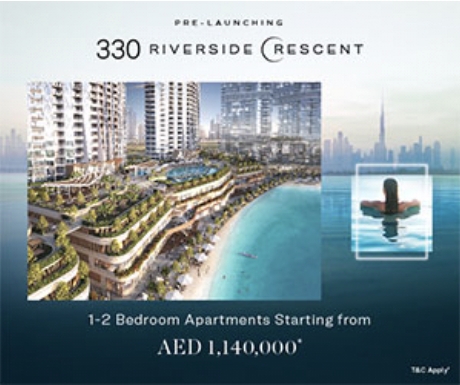 PRE-LAUNCHING
330 RIVERSIDE CRESCENT
1-2 Bedroom Apartments Starting from
AED 1,140,000*
T&C Apply*